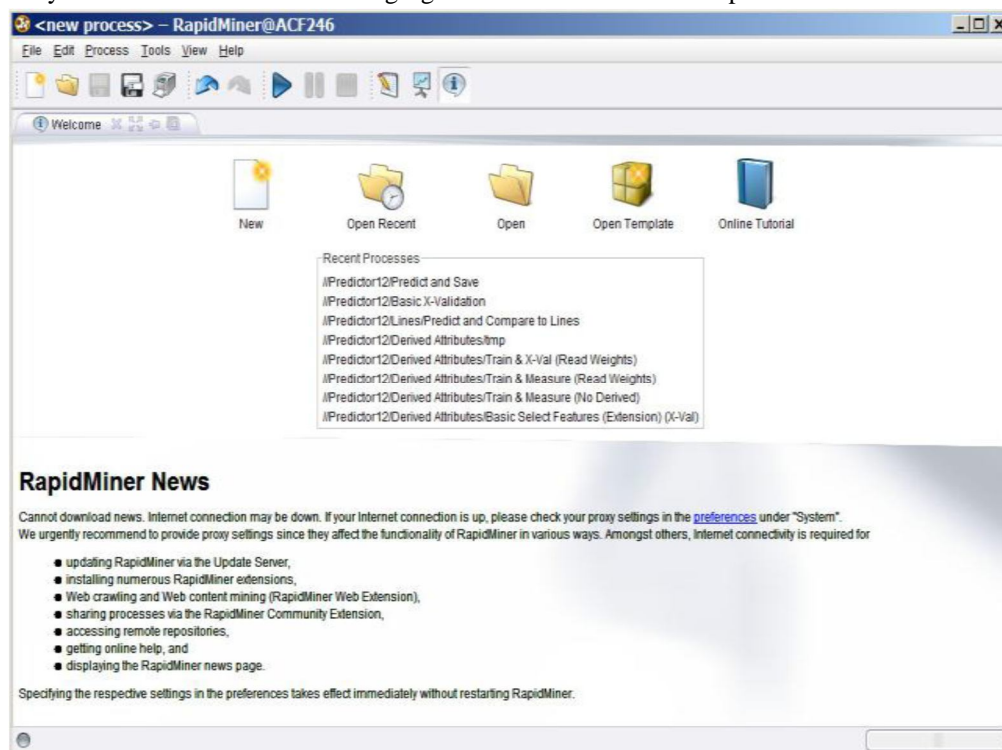 <new process> – RapidMiner@ACF246
File Edit Process Tools View Help
Welcome
New Open Recent Open Open Template Online Tutorial
Recent Processes
//Predictor12/Predict and Save
//Predictor12/Basic X-Validation
//Predictor12/Lines/Predict and Compare to Lines
//Predictor12/Derived Attributes/tmp
//Predictor12/Derived Attributes/Train & X-Val (Read Weights)
//Predictor12/Derived Attributes/Train & Measure (Read Weights)
//Predictor12/Derived Attributes/Train & Measure (No Derived)
//Predictor12/Derived Attributes/Basic Select Features (Extension) (X-Val)
RapidMiner News
Cannot download news. Internet connection may be down. If your Internet connection is up, please check your proxy settings in the preferences under "System".
We urgently recommend to provide proxy settings since they affect the functionality of RapidMiner in various ways. Amongst others, Internet connectivity is required for
● updating RapidMiner via the Update Server,
● installing numerous RapidMiner extensions,
● Web crawling and Web content mining (RapidMiner Web Extension),
● sharing processes via the RapidMiner Community Extension,
● accessing remote repositories,
● getting online help, and
● displaying the RapidMiner news page.
Specifying the respective settings in the preferences takes effect immediately without restarting RapidMiner.